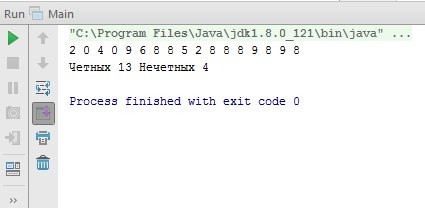 Run Main
"C:\Program Files\Java\jdk1.8.0_121\bin\java" ...
2 0 4 0 9 6 8 8 5 2 8 8 8 9 8 9 8
Четных 13 Нечетных 4
Process finished with exit code 0